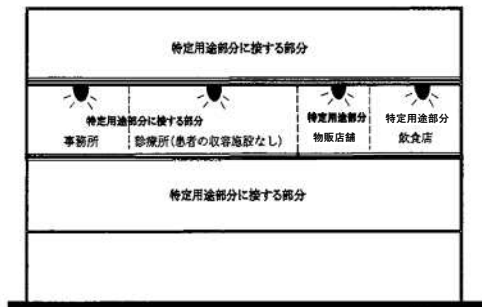 特定用途部分に接する部分
特定用途部分に接する部分 特定用途部分 特定用途部分
事務所 診療所(患者の収容施設なし) 物販店舗 飲食店
特定用途部分に接する部分